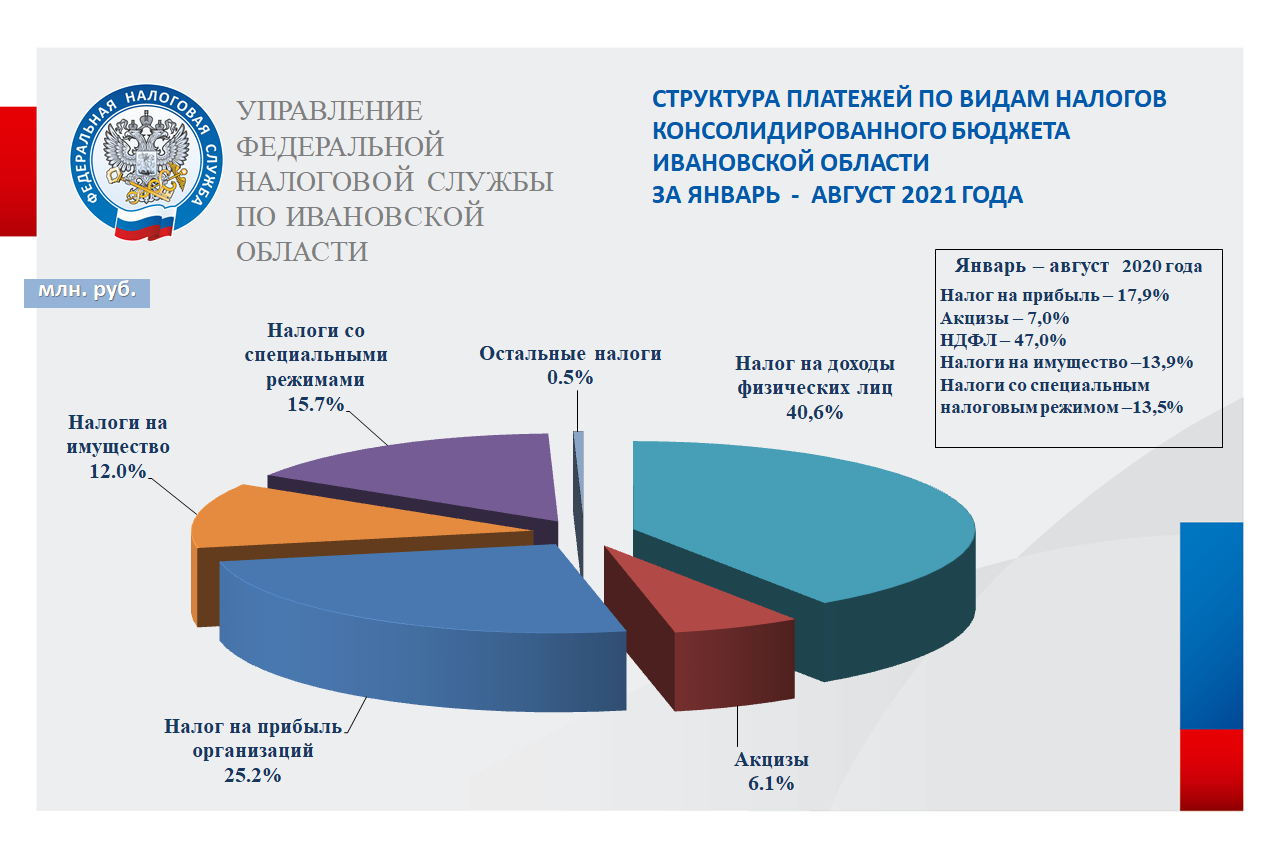 ФЕДЕРАЛЬНАЯ НАЛОГОВАЯ СЛУЖБА
УПРАВЛЕНИЕ
ФЕДЕРАЛЬНОЙ
НАЛОГОВОЙ СЛУЖБЫ
ПО ИВАНОВСКОЙ
ОБЛАСТИ
СТРУКТУРА ПЛАТЕЖЕЙ ПО ВИДАМ НАЛОГОВ
КОНСОЛИДИРОВАННОГО БЮДЖЕТА
ИВАНОВСКОЙ ОБЛАСТИ
ЗА ЯНВАРЬ - АВГУСТ 2021 ГОДА
млн. руб.
Январь – август 2020 года
Налог на прибыль – 17,9%
Акцизы – 7,0%
НДФЛ – 47,0%
Налоги на имущество –13,9%
Налоги со специальным
налоговым режимом –13,5%
Налоги со
специальными
режимами
15.7%
Остальные налоги
0.5%
Налог на доходы
физических лиц
40,6%
Налоги на
имущество
12.0%
Налог на прибыль
организаций
25.2%
Акцизы
6.1%